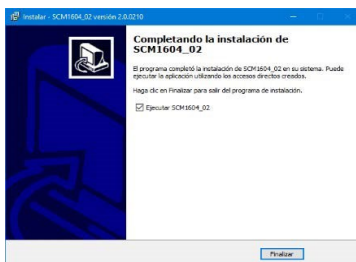 Instalar - SCM1604_02 versión 2.0.0210
Completando la instalación de
SCM1604_02
El programa completó la instalación de SCM1604_02 en su sistema. Puede
ejecutar la aplicación utilizando los accesos directos creados.
Haga clic en Finalizar para salir del programa de instalación.
Ejecutar SCM1604_02
Finalizar